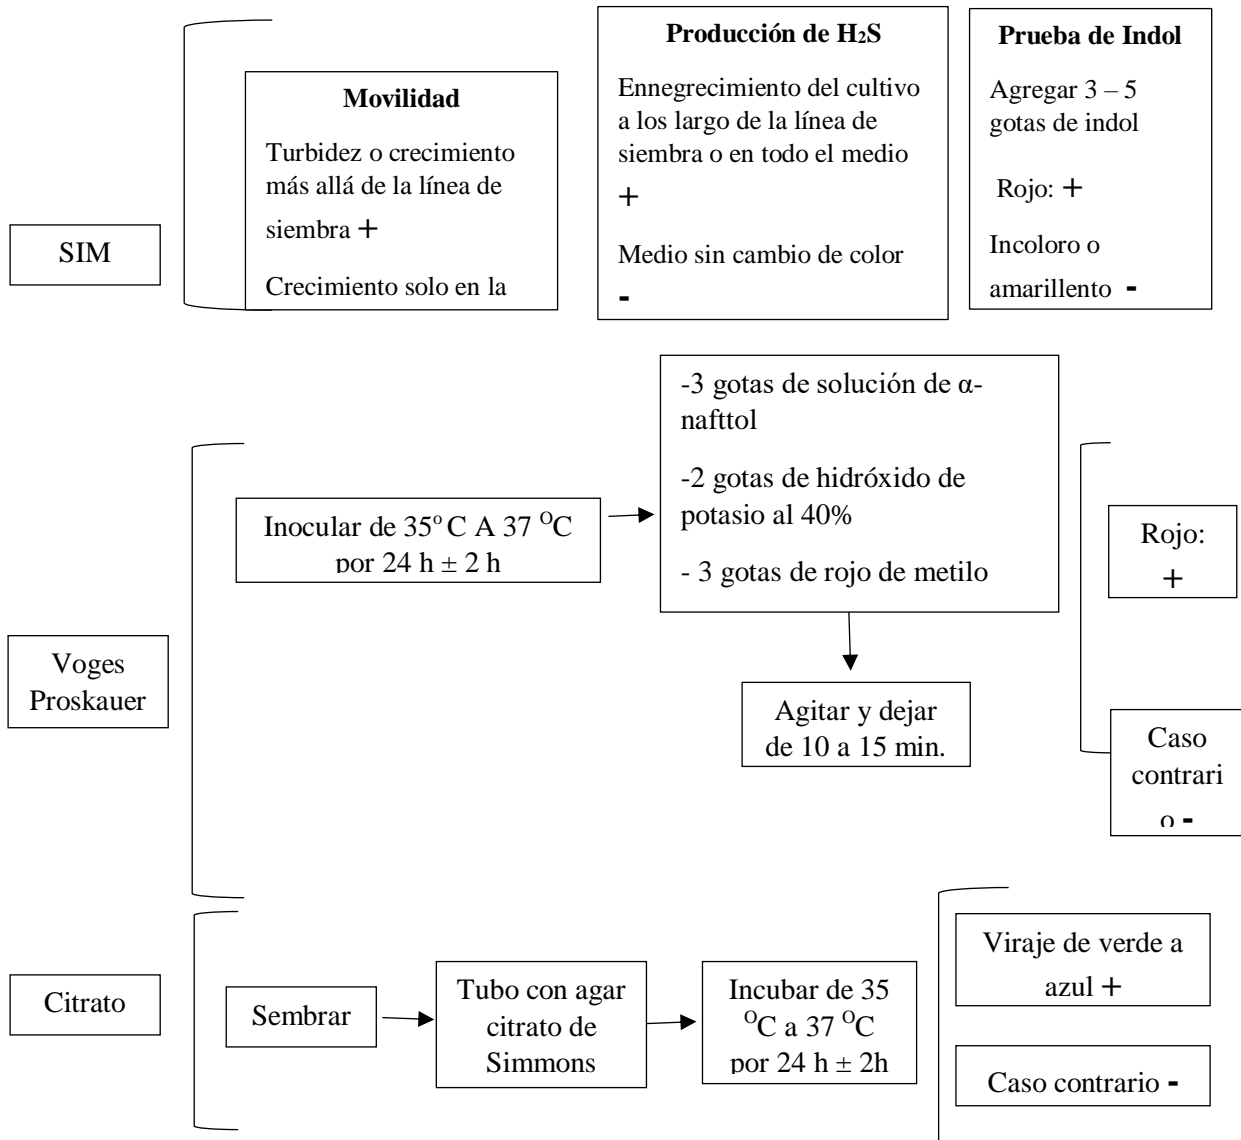 SIM
Movilidad
Turbidez o crecimiento
más allá de la línea de
siembra +
Crecimiento solo en la
Producción de H₂S
Ennegrecimiento del cultivo
a los largo de la línea de
siembra o en todo el medio
+
Medio sin cambio de color
-
Prueba de Indol
Agregar 3 – 5
gotas de indol
Rojo: +
Incoloro o
amarillento -
Voges
Proskauer
Inocular de 35° C A 37 ᴼC
por 24 h ± 2 h
-3 gotas de solución de α-
nafttol
-2 gotas de hidróxido de
potasio al 40%
- 3 gotas de rojo de metilo
Agitar y dejar
de 10 a 15 min.
Rojo:
+
Caso
contrari
o -
Citrato
Sembrar
Tubo con agar
citrato de
Simmons
Incubar de 35
ᴼC a 37 ᴼC
por 24 h ± 2h
Viraje de verde a
azul +
Caso contrario -